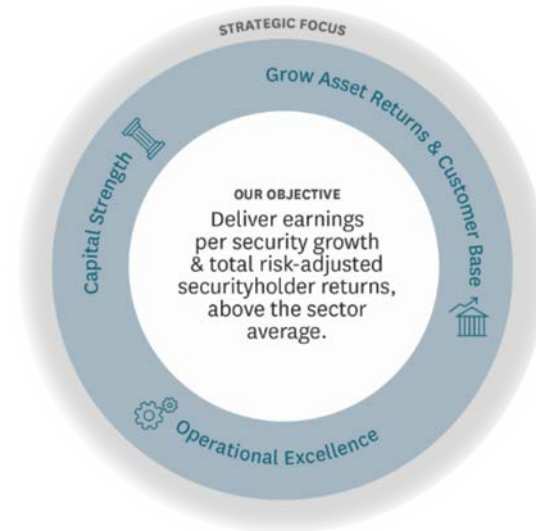 STRATEGIC FOCUS
Grow Asset Returns & Customer Base
Capital Strength
OUR OBJECTIVE
Deliver earnings
per security growth
& total risk-adjusted
securityholder returns,
above the sector
average.
Operational Excellence